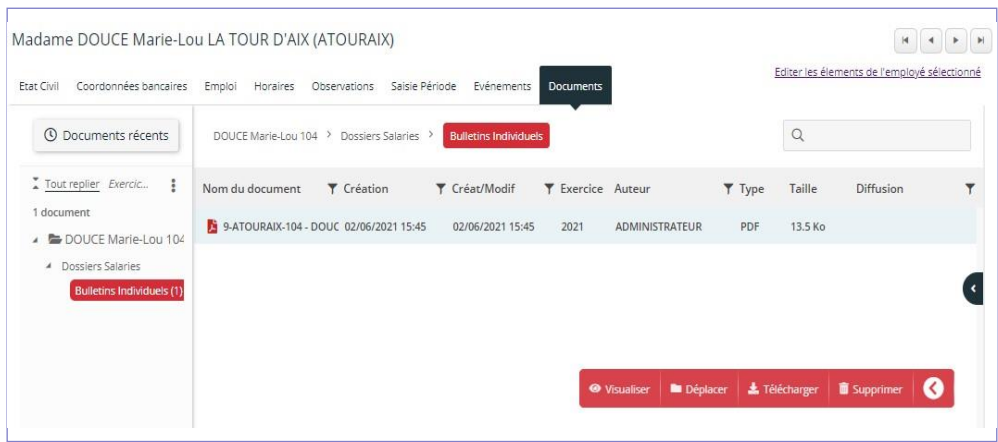 Madame DOUCE Marie-Lou LA TOUR D'AIX (ATOURAIX)
Editer les élements de l'employé sélectionné
Etat Civil Coordonnées bancaires Emploi Horaires Observations Saisie Période Evénements Documents
Documents récents
DOUCE Marie-Lou 104 > Dossiers Salaries > Bulletins Individuels
Tout replier Exercic...
1 document
DOUCE Marie-Lou 104
Dossiers Salaries
Bulletins Individuels (1)
Nom du document Création Créat/Modif Exercice Auteur Type Taille Diffusion
9-ATOURAIX-104 - DOUC 02/06/2021 15:45 02/06/2021 15:45 2021 ADMINISTRATEUR PDF 13.5 Ko
Visualiser Déplacer Télécharger Supprimer